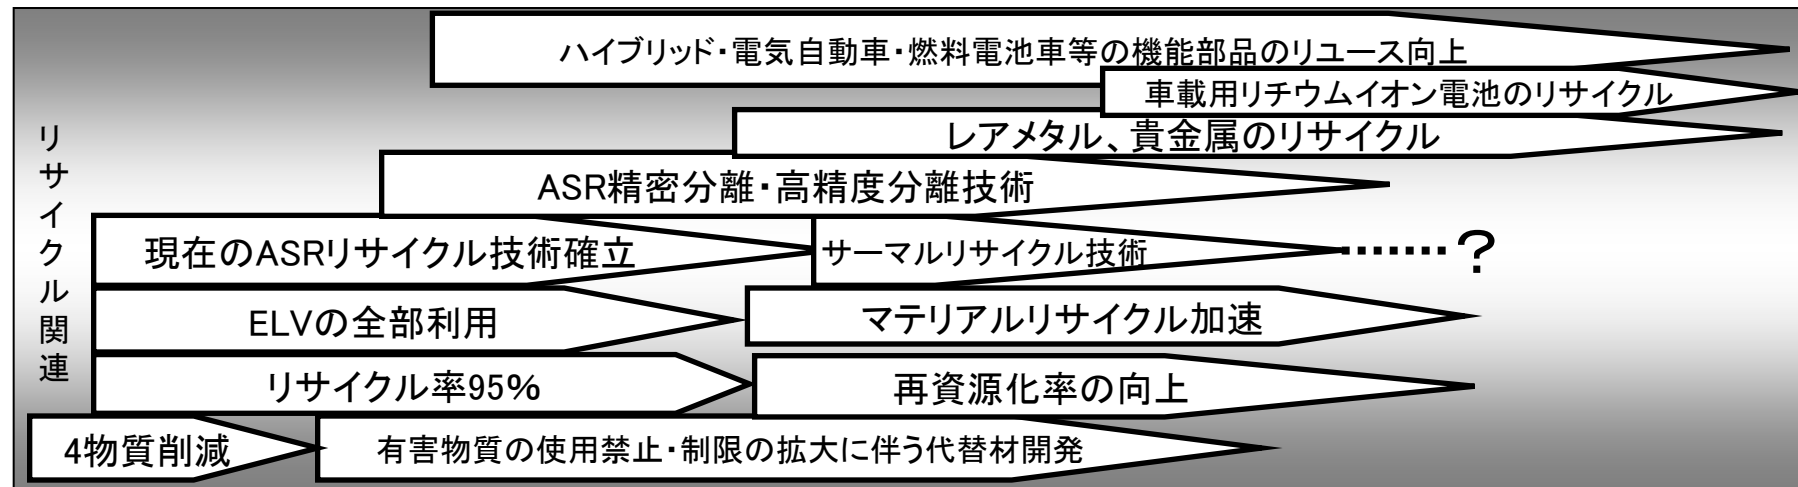 リサイクル関連
ハイブリッド・電気自動車・燃料電池車等の機能部品のリユース向上
車載用リチウムイオン電池のリサイクル
レアメタル、貴金属のリサイクル
ASR精密分離・高精度分離技術
現在のASRリサイクル技術確立
サーマルリサイクル技術
………?
ELVの全部利用
マテリアルリサイクル加速
リサイクル率95%
再資源化率の向上
4物質削減
有害物質の使用禁止・制限の拡大に伴う代替材開発